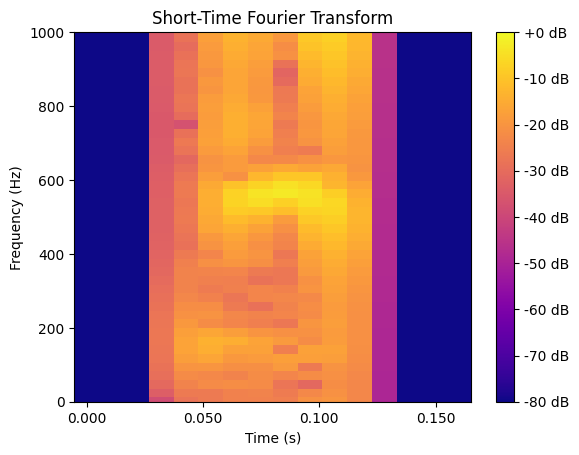 Short-Time Fourier Transform
1000
800
600
400
200
0
Frequency (Hz)
0.000
0.050
0.100
0.150
Time (s)
+0 dB
-10 dB
-20 dB
-30 dB
-40 dB
-50 dB
-60 dB
-70 dB
-80 dB